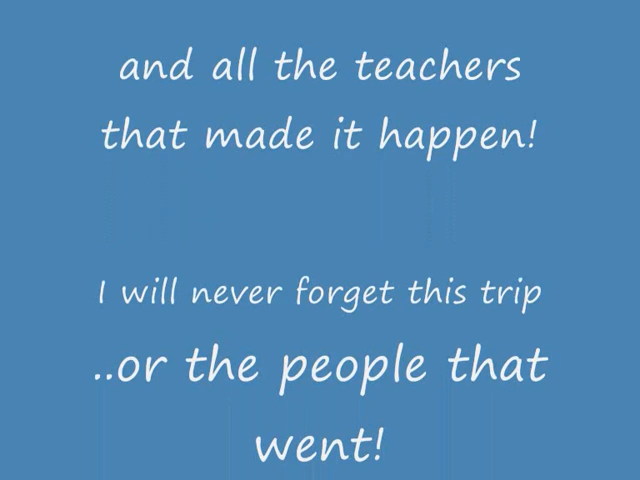 and all the teachers
that made it happen!
I will never forget this trip
..or the people that
went!